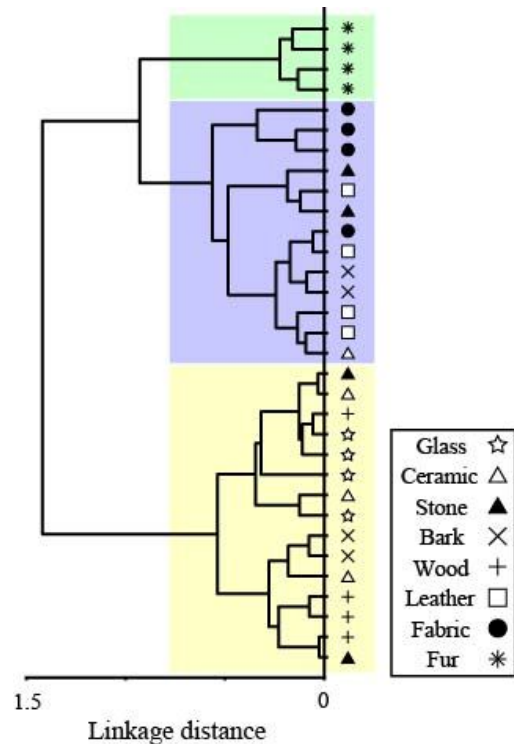 Glass
Ceramic
Stone
Bark
Wood
Leather
Fabric
Fur
1.5
0
Linkage distance